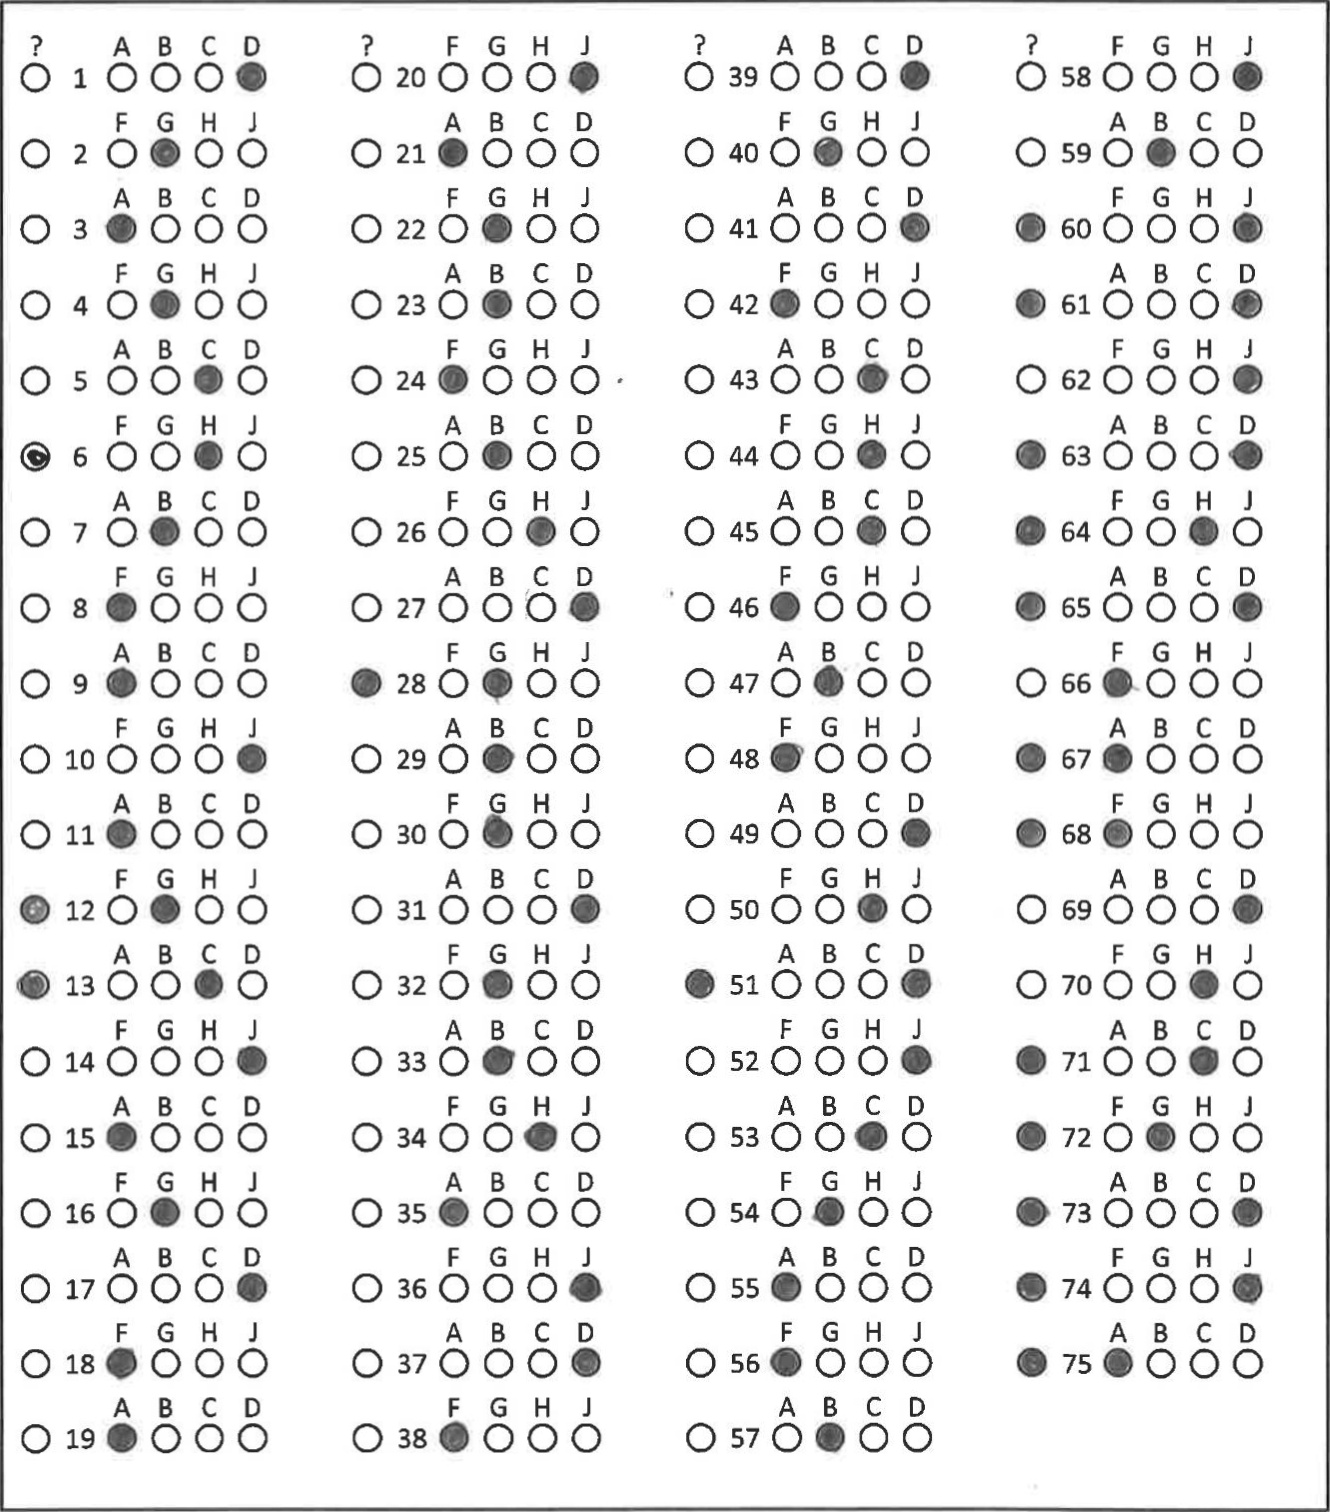 ? A B C D
1
F G H J
2
A B C D
3
F G H J
4
A B C D
5
F G H J
6
A B C D
7
F G H J
8
A B C D
9
F G H J
10
A B C D
11
F G H J
12
A B C D
13
F G H J
14
A B C D
15
F G H J
16
A B C D
17
F G H J
18
A B C D
19
? F G H J
20
A B C D
21
F G H J
22
A B C D
23
F G H J
24
A B C D
25
F G H J
26
A B C D
27
F G H J
28
A B C D
29
F G H J
30
A B C D
31
F G H J
32
A B C D
33
F G H J
34
A B C D
35
F G H J
36
A B C D
37
F G H J
38
? A B C D
39
F G H J
40
A B C D
41
F G H J
42
A B C D
43
F G H J
44
A B C D
45
F G H J
46
A B C D
47
F G H J
48
A B C D
49
F G H J
50
A B C D
51
F G H J
52
A B C D
53
F G H J
54
A B C D
55
F G H J
56
A B C D
57
? F G H J
58
A B C D
59
F G H J
60
A B C D
61
F G H J
62
A B C D
63
F G H J
64
A B C D
65
F G H J
66
A B C D
67
F G H J
68
A B C D
69
F G H J
70
A B C D
71
F G H J
72
A B C D
73
F G H J
74
A B C D
75